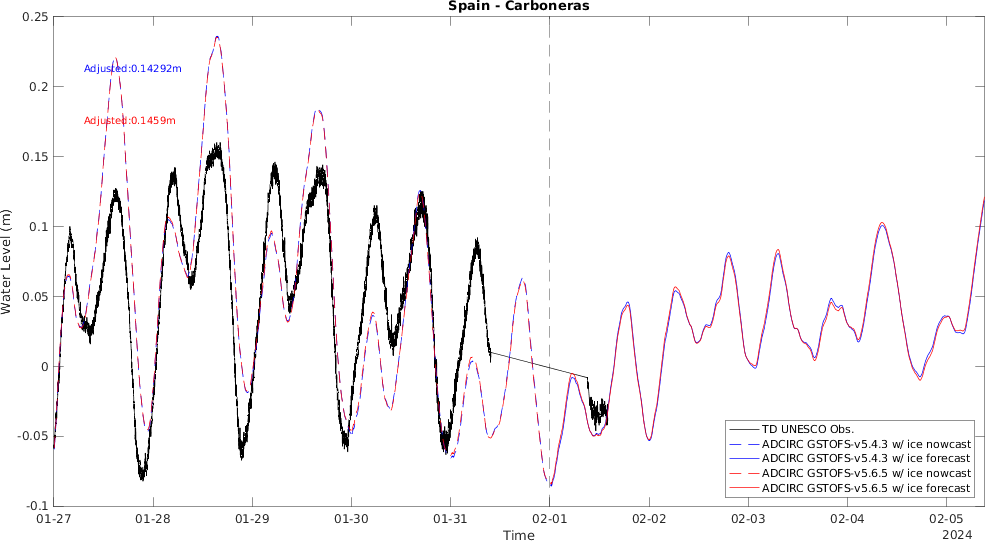 Spain - Carboneras
0.25
0.2
0.15
0.1
0.05
0
-0.05
-0.1
Water Level (m)
Adjusted:0.14292m
Adjusted:0.1459m
TD UNESCO Obs.
ADCIRC GSTOFS-v5.4.3 w/ ice nowcast
ADCIRC GSTOFS-v5.4.3 w/ ice forecast
ADCIRC GSTOFS-v5.6.5 w/ ice nowcast
ADCIRC GSTOFS-v5.6.5 w/ ice forecast
01-27 01-28 01-29 01-30 01-31 02-01 02-02 02-03 02-04 02-05
Time
2024